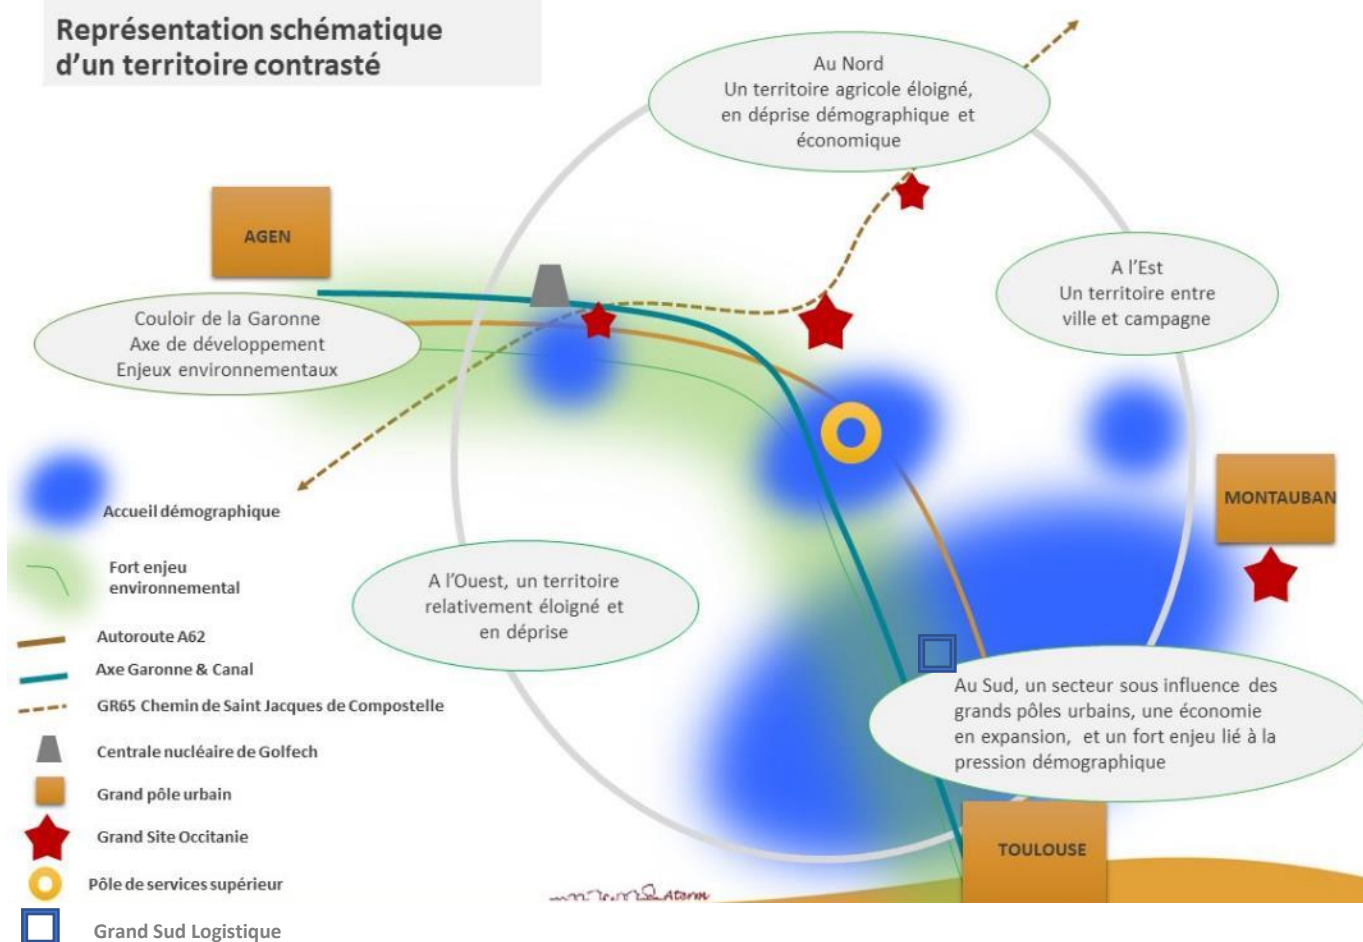 Représentation schématique
d'un territoire contrasté
Au Nord
Un territoire agricole éloigné,
en déprise démographique et
économique
AGEN
A l'Est
Un territoire entre
ville et campagne
Couloir de la Garonne
Axe de développement
Enjeux environnementaux
MONTAUBAN
Accueil démographique
Fort enjeu
environnemental
A l'Ouest, un territoire
relativement éloigné et
en déprise
Autoroute A62
Axe Garonne & Canal
GR65 Chemin de Saint Jacques de Compostelle
Au Sud, un secteur sous influence des
grands pôles urbains, une économie
en expansion, et un fort enjeu lié à la
pression démographique
Centrale nucléaire de Golfech
Grand pôle urbain
Grand Site Occitanie
TOULOUSE
Pôle de services supérieur
Grand Sud Logistique